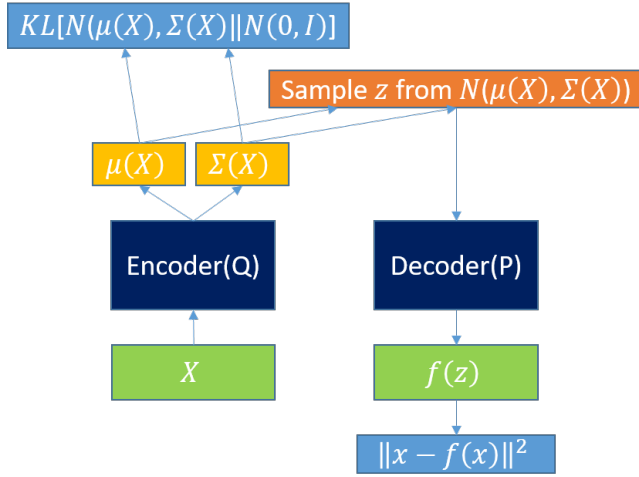 KL[N(μ(X), Σ(X)‖N(0, I)]
Sample z from N(μ(X), Σ(X))
μ(X) Σ(X)
Encoder(Q) Decoder(P)
X f(z)
‖x − f(x)‖²